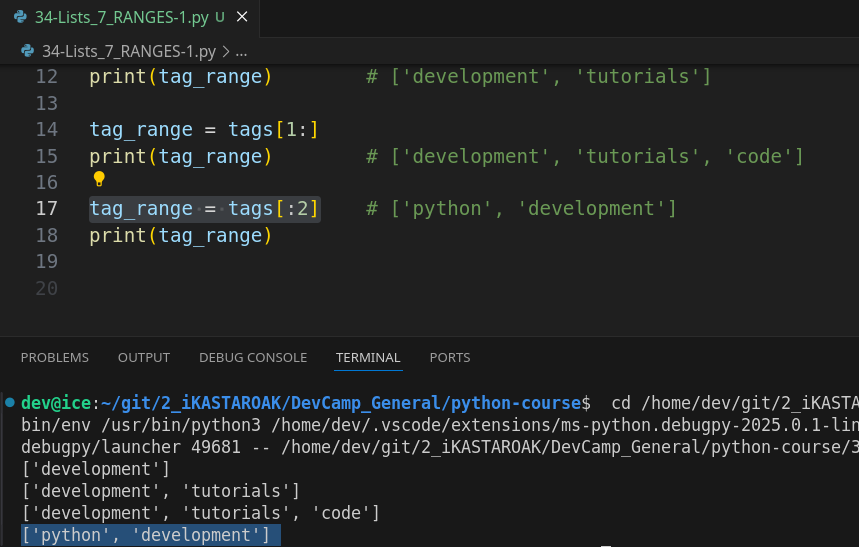 34-Lists_7_RANGES-1.py U
34-Lists_7_RANGES-1.py > ...
12 print(tag_range) # ['development', 'tutorials']
13
14 tag_range = tags[1:]
15 print(tag_range) # ['development', 'tutorials', 'code']
16
17 tag_range = tags[:2] # ['python', 'development']
18 print(tag_range)
19
20
PROBLEMS OUTPUT DEBUG CONSOLE TERMINAL PORTS
dev@ice:~/git/2_iKASTAROAK/DevCamp_General/python-course$ cd /home/dev/git/2_iKASTA
bin/env /usr/bin/python3 /home/dev/.vscode/extensions/ms-python.debugpy-2025.0.1-lin
debugpy/launcher 49681 -- /home/dev/git/2_iKASTAROAK/DevCamp_General/python-course/3
['development']
['development', 'tutorials']
['development', 'tutorials', 'code']
['python', 'development']